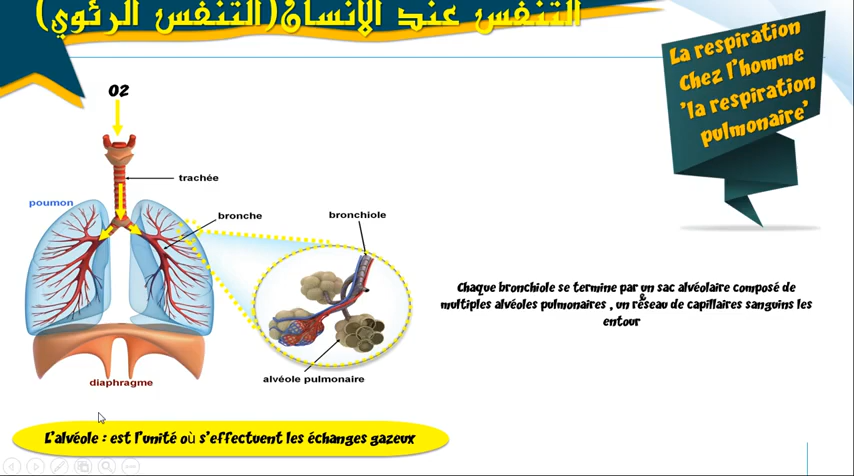 التنفس عند الانسان(التنفس الرئوي)
La respiration
Chez l'homme
'la respiration
pulmonaire'
O2
trachée
poumon
bronche
bronchiole
Chaque bronchiole se termine par un sac alvéolaire composé de
multiples alvéoles pulmonaires , un réseau de capillaires sanguins les
entour
alvéole pulmonaire
diaphragme
L'alvéole : est l'unité où s'effectuent les échanges gazeux